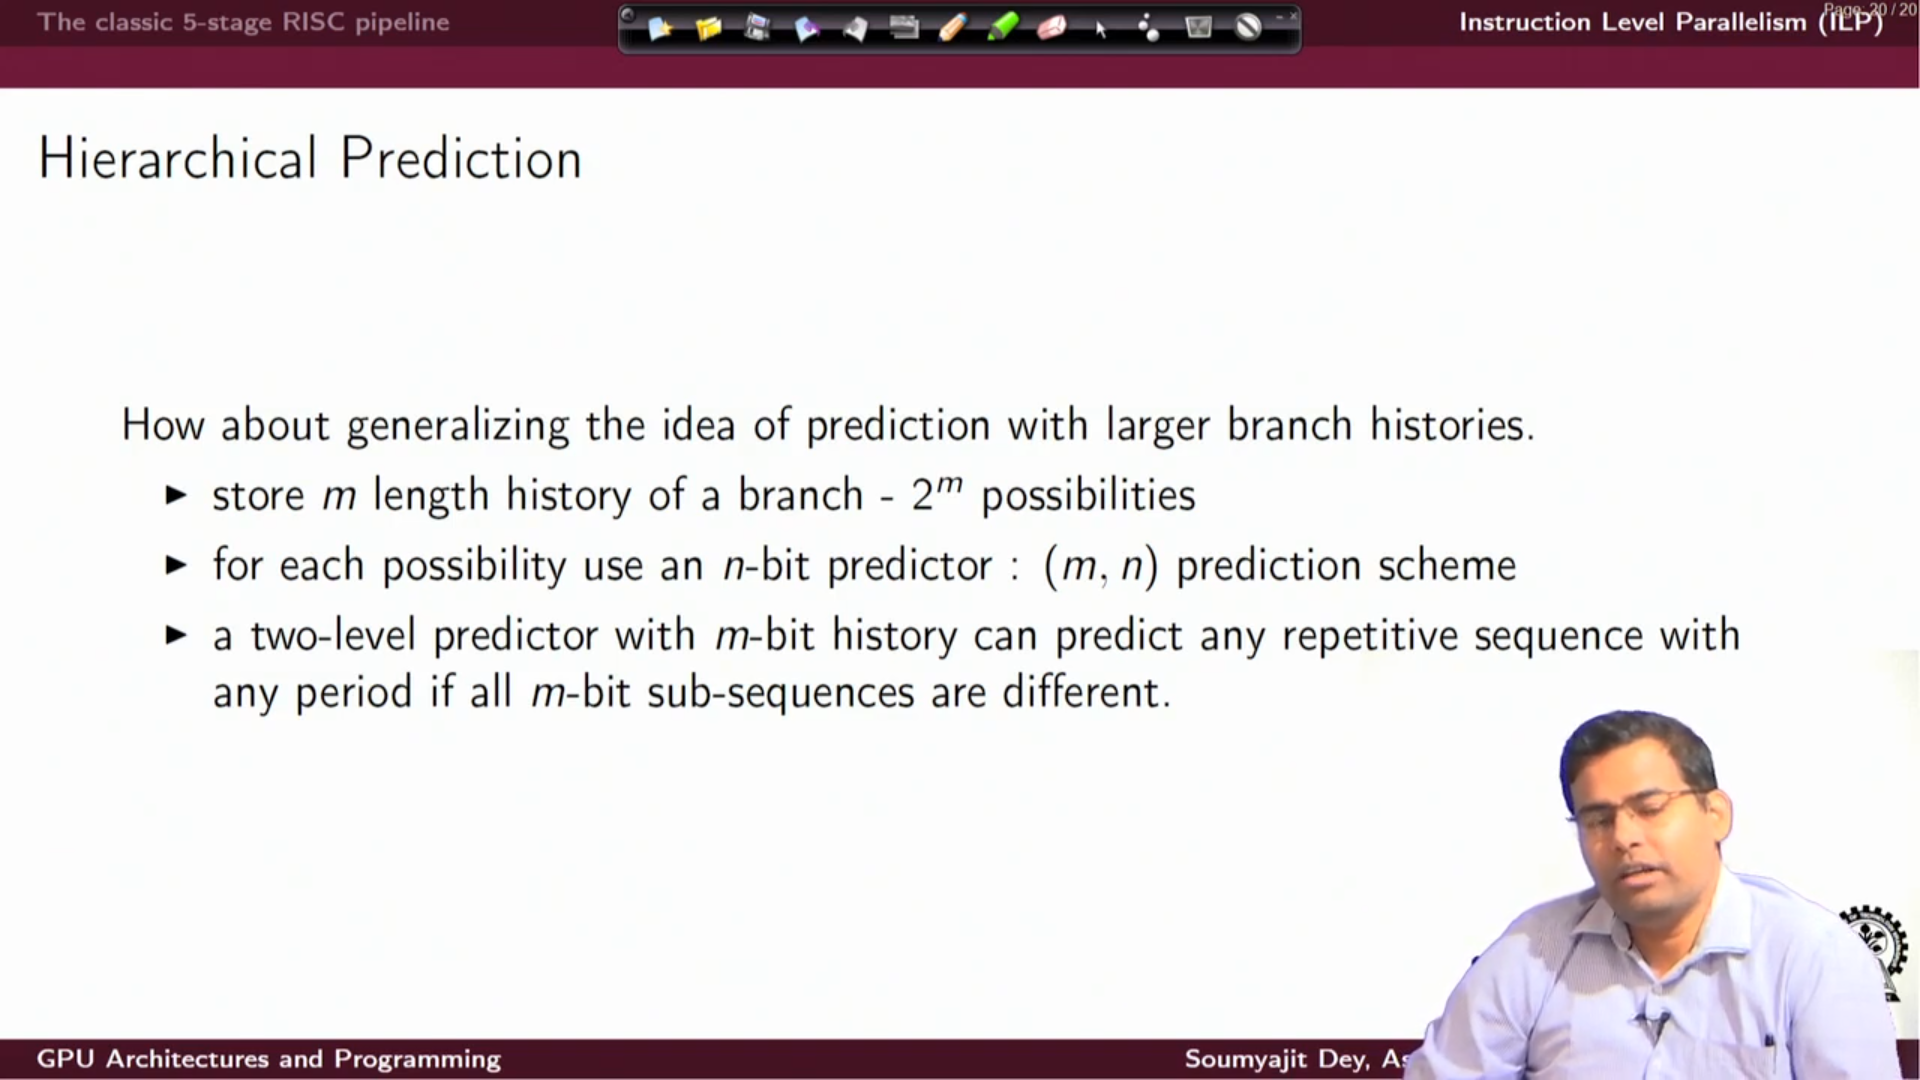 The classic 5-stage RISC pipeline
Page: 20 / 20
Instruction Level Parallelism (ILP)
Hierarchical Prediction
How about generalizing the idea of prediction with larger branch histories.
▶ store m length history of a branch - 2^m possibilities
▶ for each possibility use an n-bit predictor : (m, n) prediction scheme
▶ a two-level predictor with m-bit history can predict any repetitive sequence with
any period if all m-bit sub-sequences are different.
GPU Architectures and Programming
Soumyajit Dey,